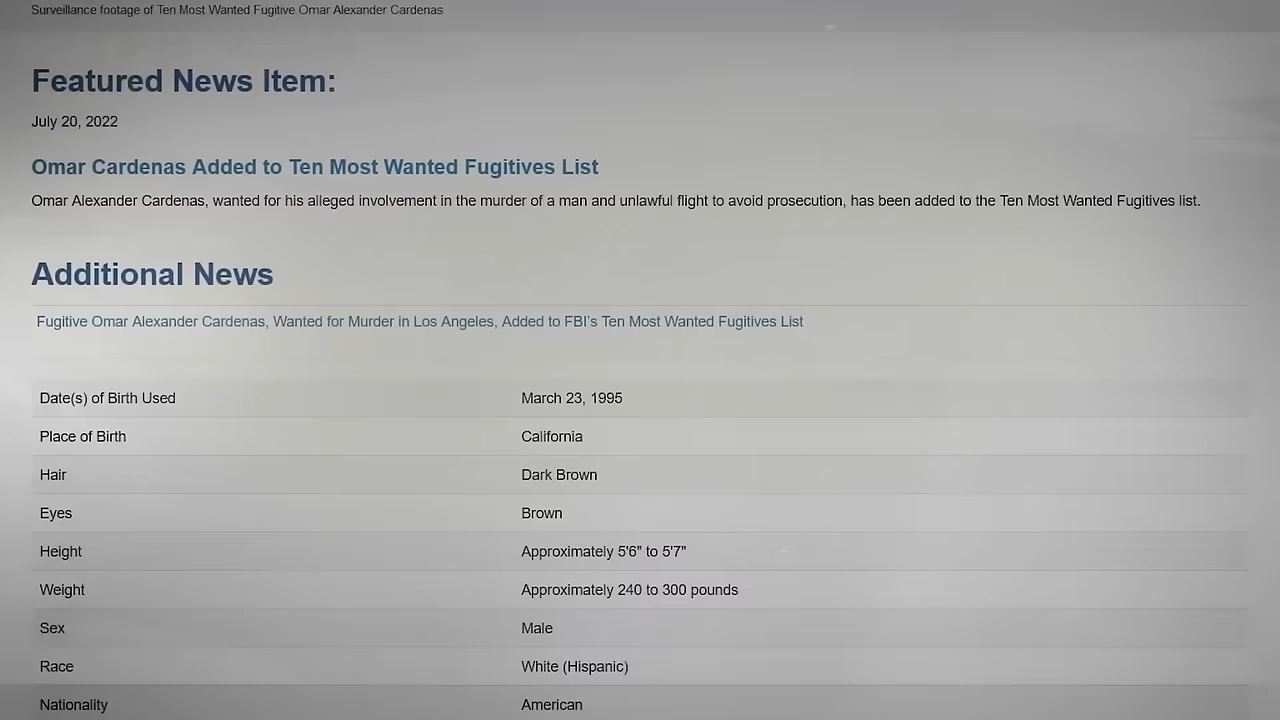 Surveillance footage of Ten Most Wanted Fugitive Omar Alexander Cardenas
Featured News Item:
July 20, 2022
Omar Cardenas Added to Ten Most Wanted Fugitives List
Omar Alexander Cardenas, wanted for his alleged involvement in the murder of a man and unlawful flight to avoid prosecution, has been added to the Ten Most Wanted Fugitives list.
Additional News
Fugitive Omar Alexander Cardenas, Wanted for Murder in Los Angeles, Added to FBI's Ten Most Wanted Fugitives List
Date(s) of Birth Used March 23, 1995
Place of Birth California
Hair Dark Brown
Eyes Brown
Height Approximately 5'6" to 5'7"
Weight Approximately 240 to 300 pounds
Sex Male
Race White (Hispanic)
Nationality American